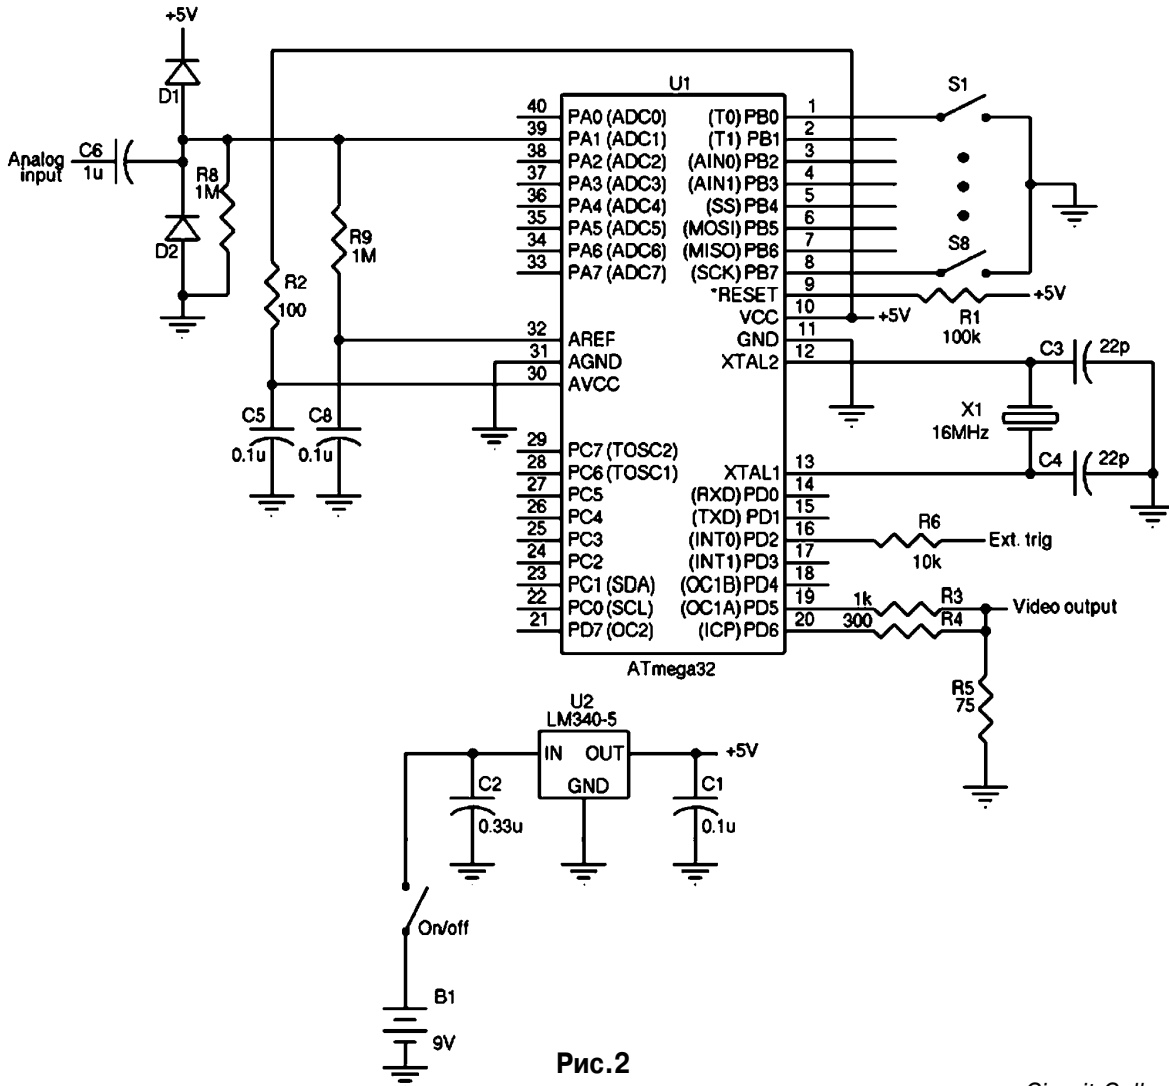 +5V
D1
C6
1u
Analog
input
R8
1M
D2
R9
1M
R2
100
C5
0.1u
C8
0.1u
U1
40 PA0 (ADC0)
39 PA1 (ADC1)
38 PA2 (ADC2)
37 PA3 (ADC3)
36 PA4 (ADC4)
35 PA5 (ADC5)
34 PA6 (ADC6)
33 PA7 (ADC7)
32 AREF
31 AGND
30 AVCC
29 PC7 (TOSC2)
28 PC6 (TOSC1)
27 PC5
26 PC4
25 PC3
24 PC2
23 PC1 (SDA)
22 PC0 (SCL)
21 PD7 (OC2)
(T0) PB0 1
(T1) PB1 2
(AIN0) PB2 3
(AIN1) PB3 4
(SS) PB4 5
(MOSI) PB5 6
(MISO) PB6 7
(SCK) PB7 8
*RESET 9
VCC 10
GND 11
XTAL2 12
XTAL1 13
(RXD) PD0 14
(TXD) PD1 15
(INT0) PD2 16
(INT1) PD3 17
(OC1B) PD4 18
(OC1A) PD5 19
(ICP) PD6 20
ATmega32
S1
S8
+5V
R1
100k
+5V
C3 22p
X1
16MHz
C4 22p
R6
10k
Ext. trig
1k R3
Video output
300 R4
R5
75
U2
LM340-5
IN OUT
GND
+5V
C2
0.33u
C1
0.1u
On/off
B1
9V
Рис.2